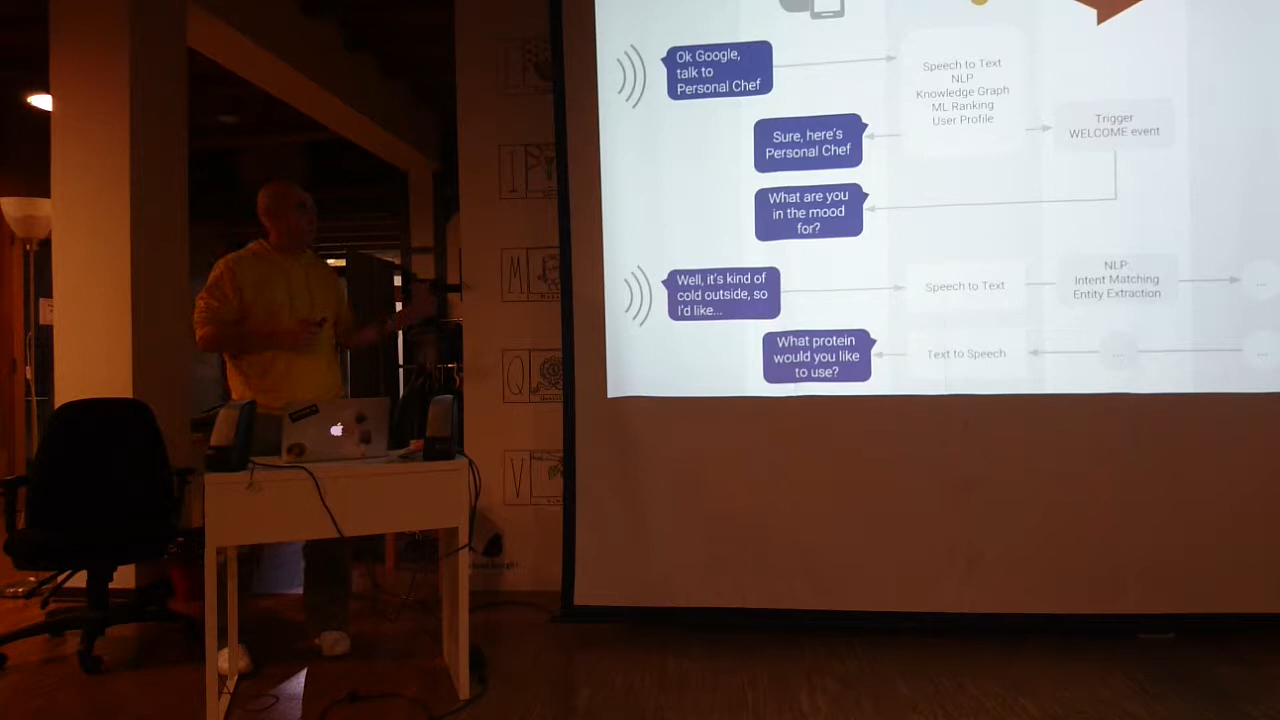 Ok Google,
talk to
Personal Chef
Speech to Text
NLP
Knowledge Graph
ML Ranking
User Profile
Sure, here's
Personal Chef
Trigger
WELCOME event
What are you
in the mood
for?
Well, it's kind of
cold outside, so
I'd like...
Speech to Text
NLP:
Intent Matching
Entity Extraction
...
What protein
would you like
to use?
Text to Speech
...
...
I
M
Q
V